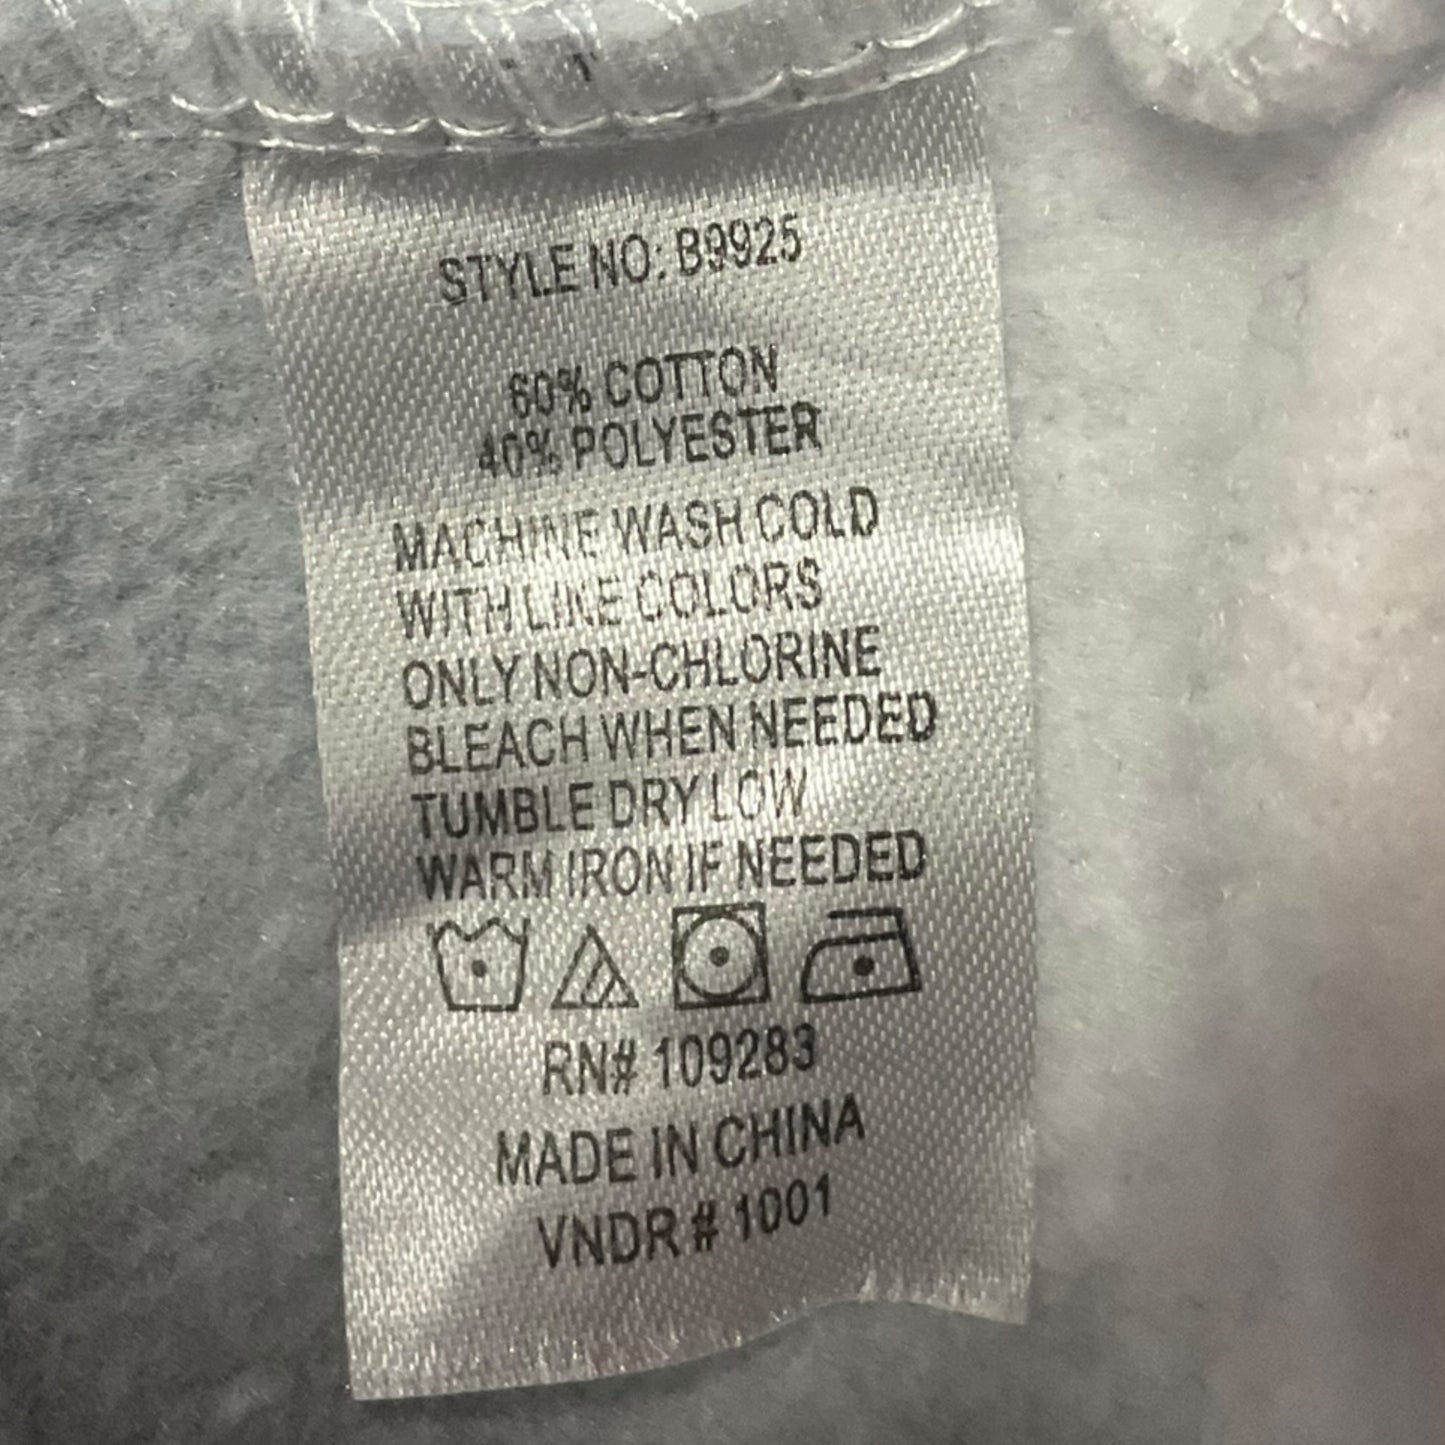 STYLE NO: B9925
60% COTTON
40% POLYESTER
MACHINE WASH COLD
WITH LIKE COLORS
ONLY NON-CHLORINE
BLEACH WHEN NEEDED
TUMBLE DRY LOW
WARM IRON IF NEEDED
RN# 109283
MADE IN CHINA
VNDR # 1001